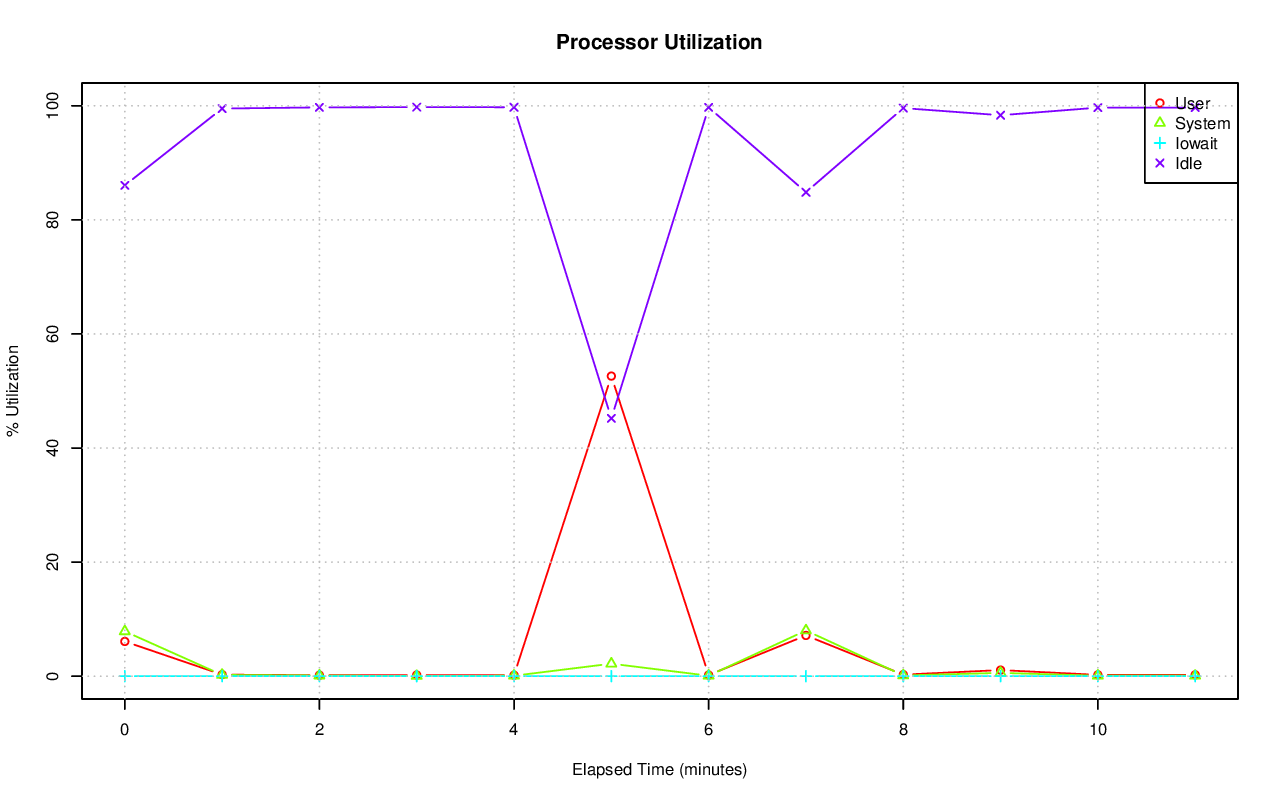 Processor Utilization
% Utilization
100
80
60
40
20
0
User
System
Iowait
Idle
0 2 4 6 8 10
Elapsed Time (minutes)